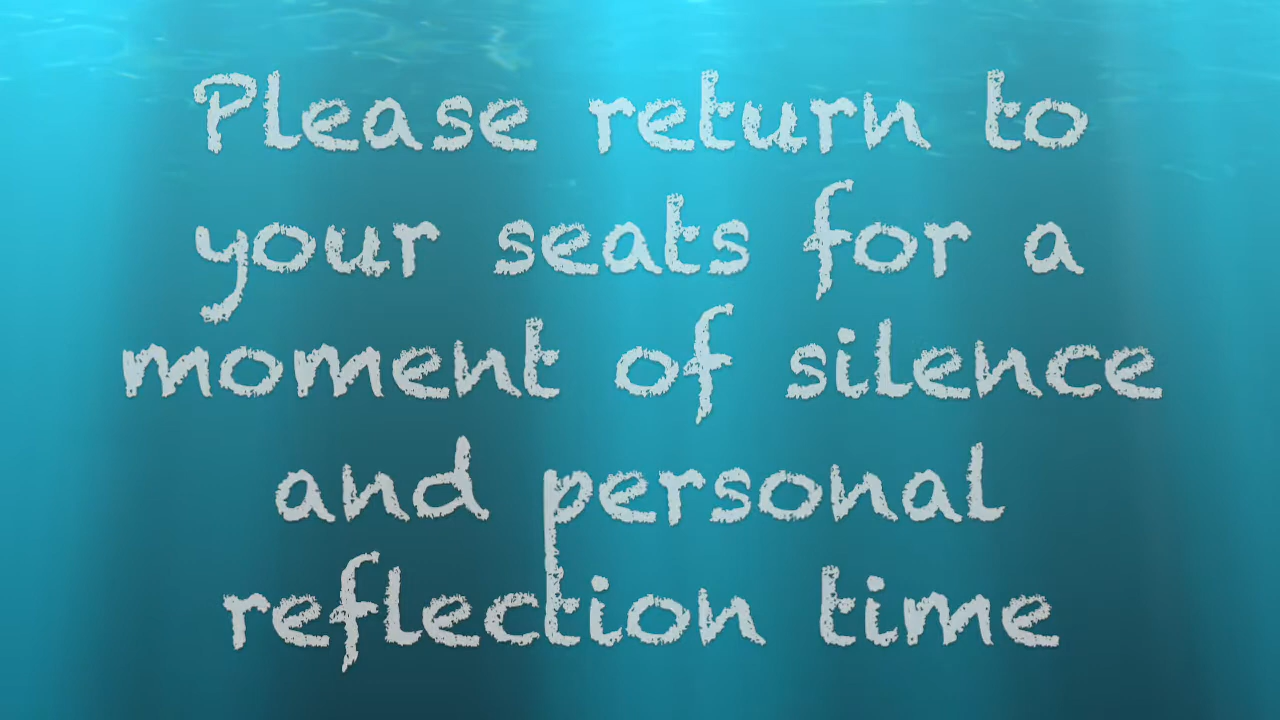 Please return to
your seats for a
moment of silence
and personal
reflection time